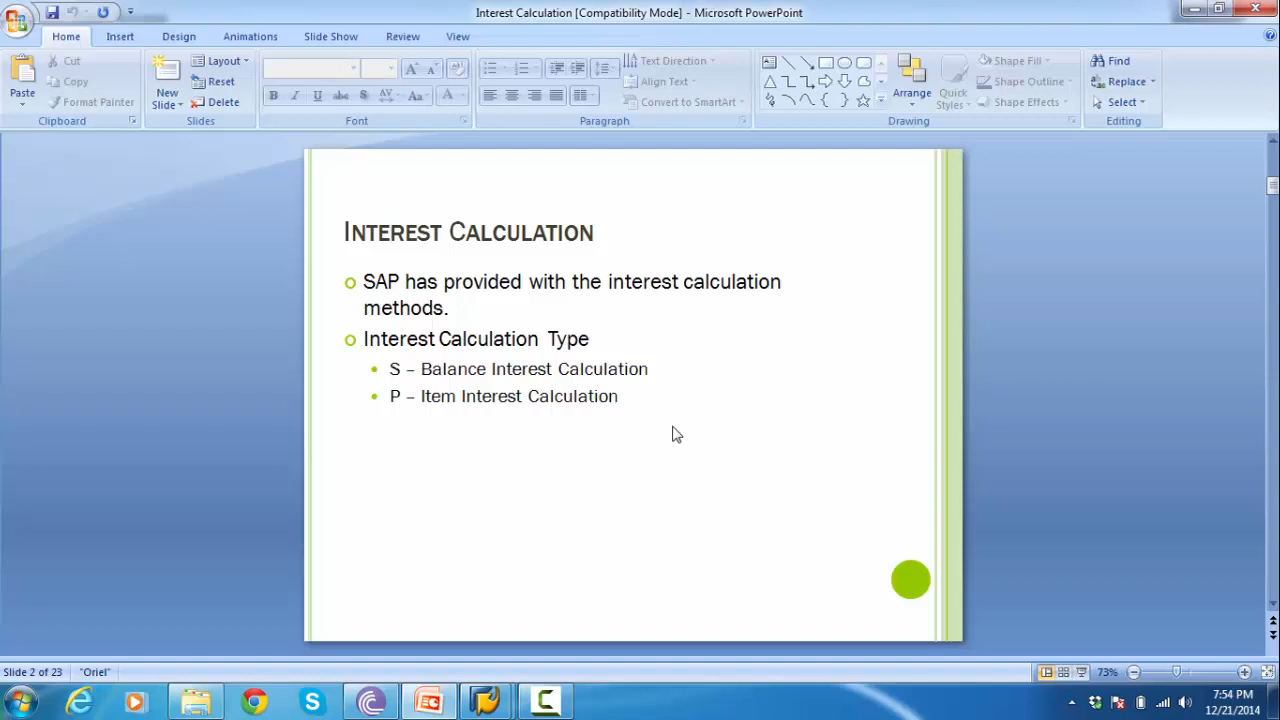 Interest Calculation [Compatibility Mode] - Microsoft PowerPoint
Home Insert Design Animations Slide Show Review View
Paste
Cut
Copy
Format Painter
Clipboard
New Slide
Layout
Reset
Delete
Slides
B I U abc S AV Aa A
Font
Text Direction
Align Text
Convert to SmartArt
Paragraph
Arrange
Quick Styles
Shape Fill
Shape Outline
Shape Effects
Drawing
Find
Replace
Select
Editing
INTEREST CALCULATION
SAP has provided with the interest calculation
methods.
Interest Calculation Type
S – Balance Interest Calculation
P – Item Interest Calculation
Slide 2 of 23 "Oriel" 73%
7:54 PM
12/21/2014